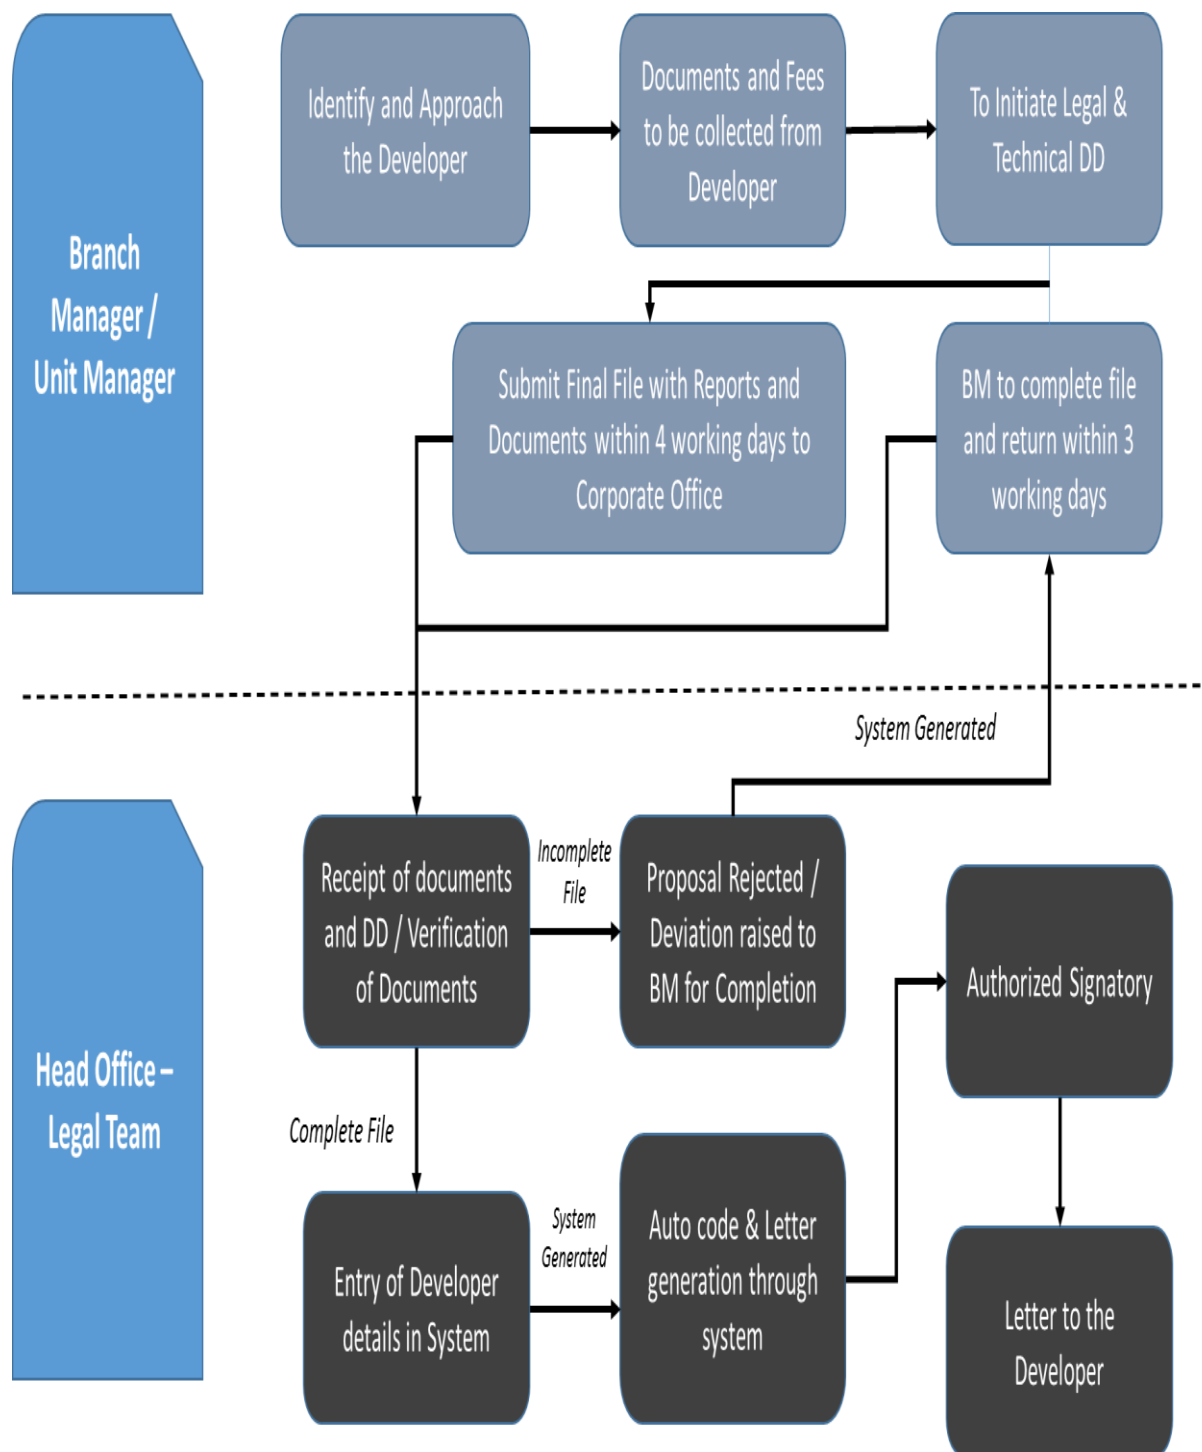 Branch
Manager /
Unit Manager
Identify and Approach
the Developer
Documents and Fees
to be collected from
Developer
To Initiate Legal &
Technical DD
Submit Final File with Reports and
Documents within 4 working days to
Corporate Office
BM to complete file
and return within 3
working days
System Generated
Head Office –
Legal Team
Receipt of documents
and DD / Verification
of Documents
Incomplete
File
Proposal Rejected /
Deviation raised to
BM for Completion
Authorized Signatory
Complete File
Entry of Developer
details in System
System
Generated
Auto code & Letter
generation through
system
Letter to the
Developer